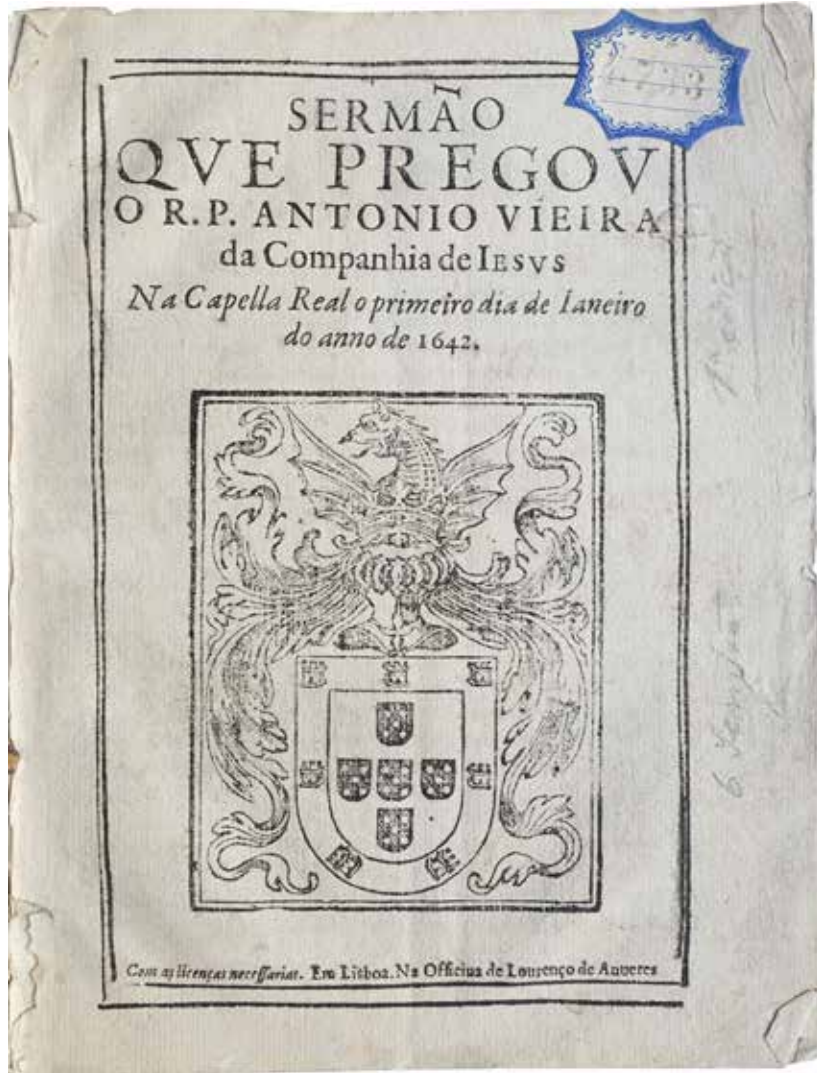 SERMÃO
QVE PREGOV
O R.P. ANTONIO VIEIRA
da Companhia de IESVS
Na Capella Real o primeiro dia de Ianeiro
do anno de 1642.
Com as licenças necessarias. Em Lisboa. Na Officina de Lourenço de Anveres